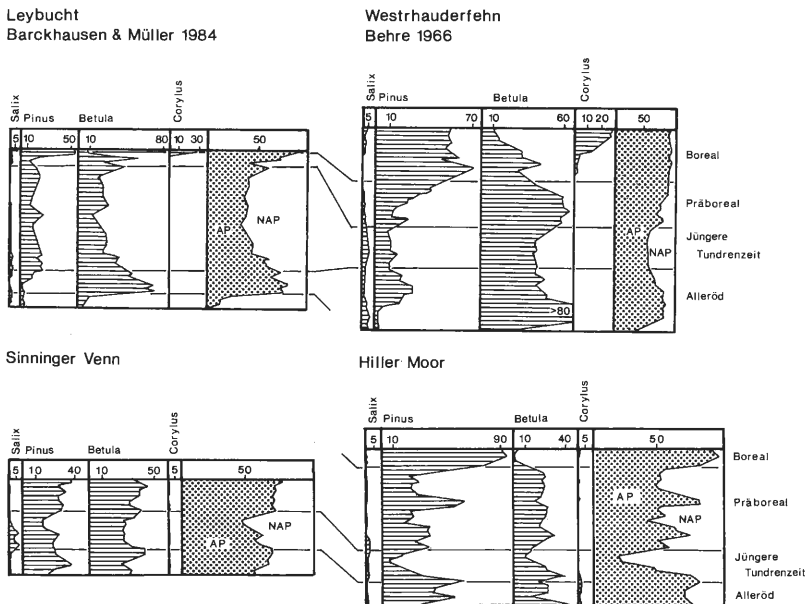 Leybucht
Barckhausen & Müller 1984
Salix
Pinus
Betula
Corylus
5 10 50 10 80 10 30 50
AP
NAP
Westrhauderfehn
Behre 1966
Salix
Pinus
Betula
Corylus
5 10 70 10 60 10 20 50
Boreal
Präboreal
AP
Jüngere
NAP
Tundrenzeit
Alleröd
>80
Sinninger Venn
Salix
Pinus
Betula
Corylus
5 10 40 10 50 5 50
NAP
AP
Hiller Moor
Salix
Pinus
Betula
Corylus
5 10 90 10 40 5 50
Boreal
AP
Präboreal
NAP
Jüngere
Tundrenzeit
Alleröd